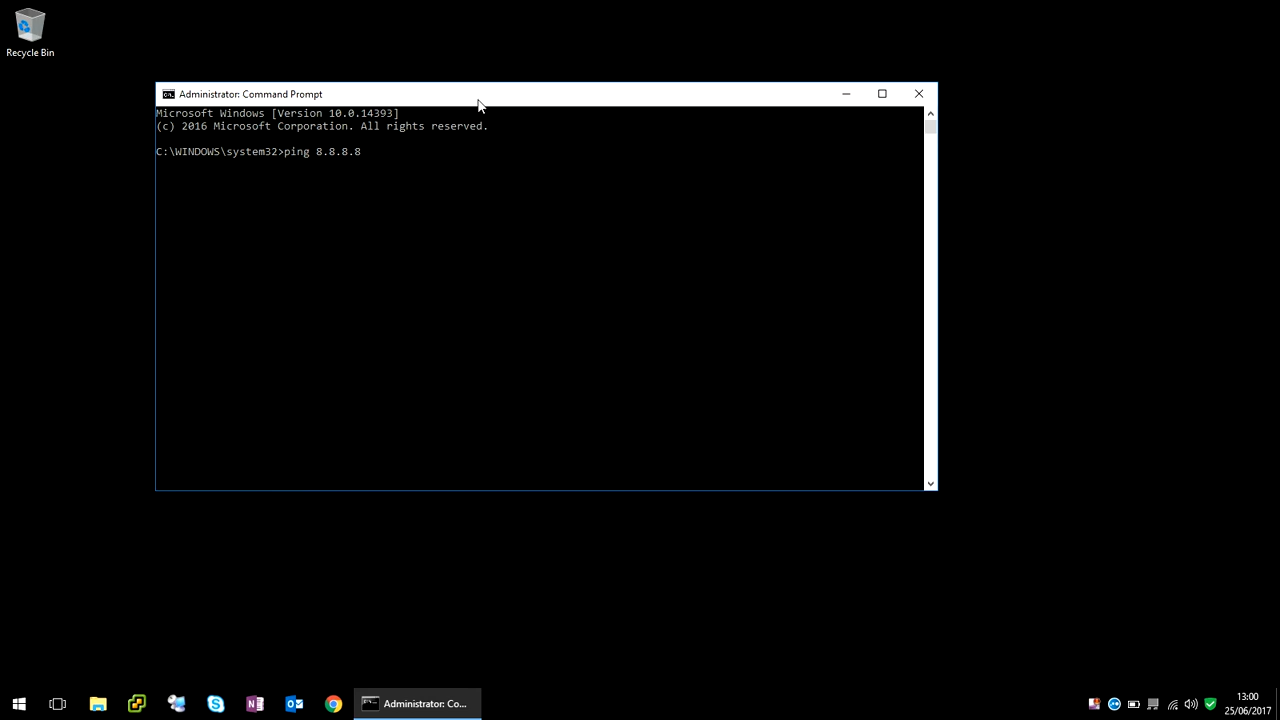 Recycle Bin
Administrator: Command Prompt
Microsoft Windows [Version 10.0.14393]
(c) 2016 Microsoft Corporation. All rights reserved.
C:\WINDOWS\system32>ping 8.8.8.8
Administrator: Co...
13:00
25/06/2017